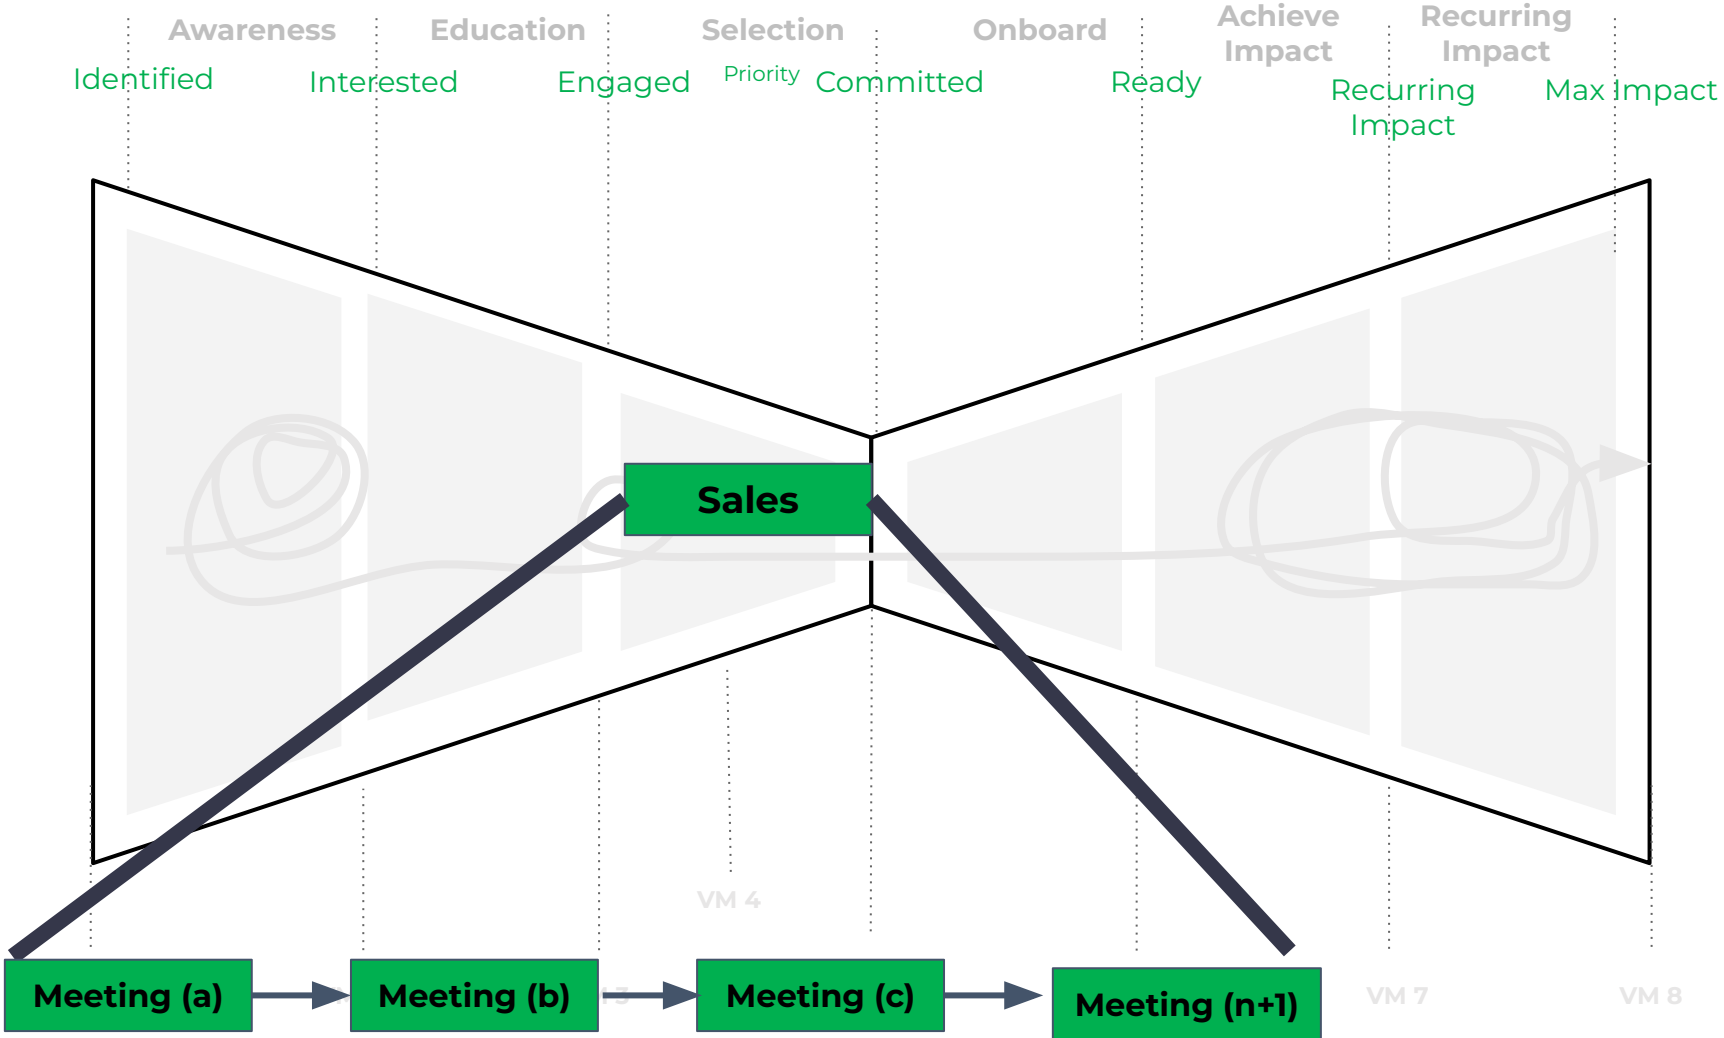 Awareness
Education
Selection
Onboard
Achieve
Impact
Recurring
Impact
Identified
Interested
Engaged
Priority
Committed
Ready
Recurring
Impact
Max Impact
Sales
VM 4
Meeting (a)
Meeting (b)
3
Meeting (c)
Meeting (n+1)
VM 7
VM 8